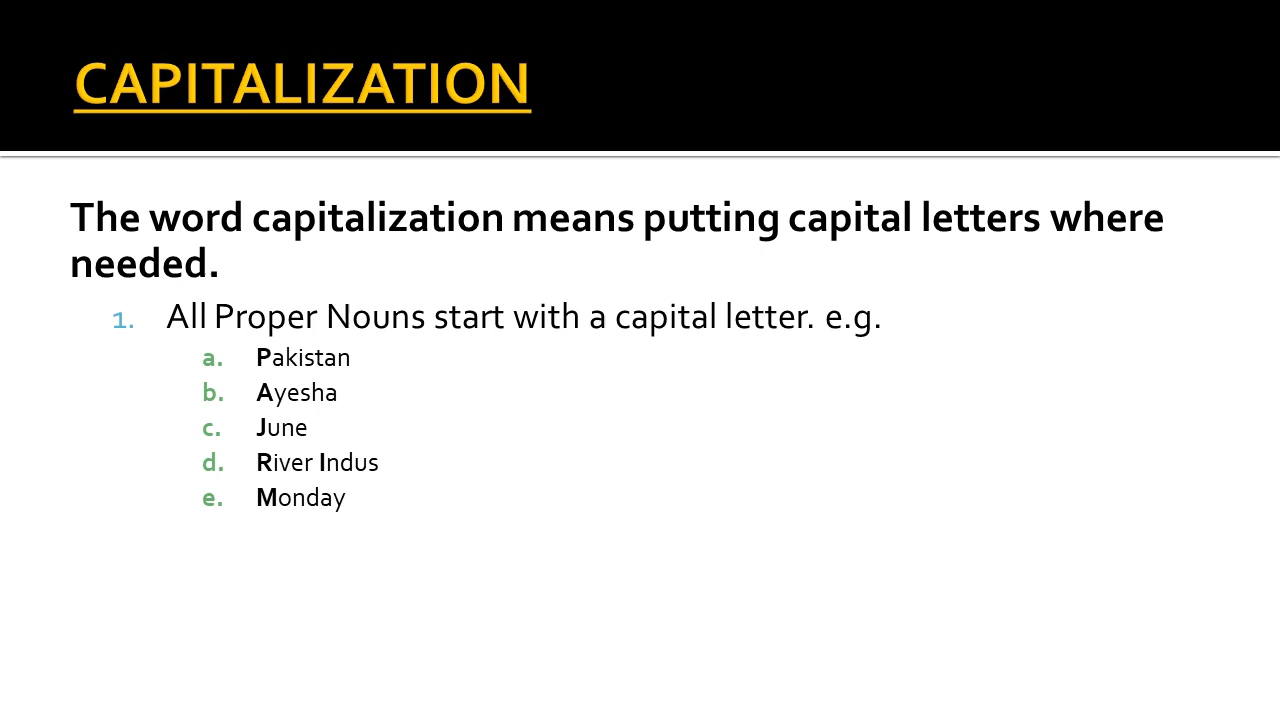 CAPITALIZATION
The word capitalization means putting capital letters where
needed.
1. All Proper Nouns start with a capital letter. e.g.
a. Pakistan
b. Ayesha
c. June
d. River Indus
e. Monday